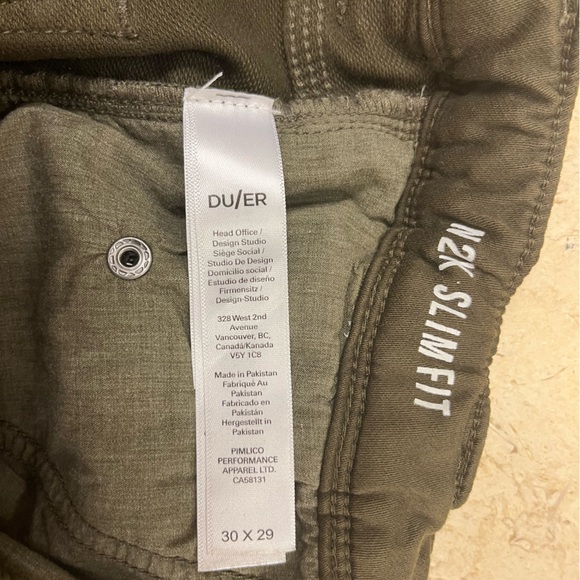 DU/ER
Head Office /
Design Studio
Siège Social /
Studio De Design
Domicilio social /
Estudio de diseño
Firmensitz /
Design-Studio
328 West 2nd
Avenue
Vancouver, BC,
Canada/Kanada
V5Y 1C8
Made in Pakistan
Fabriqué Au
Pakistan
Fabricado en
Pakistán
Hergestellt in
Pakistan
PIMLICO
PERFORMANCE
APPAREL LTD.
CA58131
30 X 29
N2K SLIM FIT